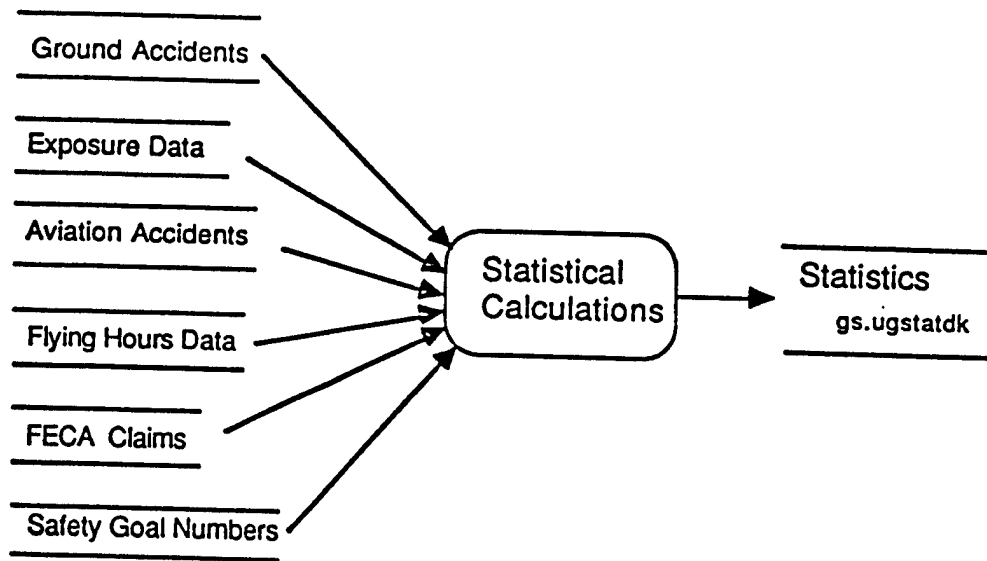 Ground Accidents
Exposure Data
Aviation Accidents
Flying Hours Data
FECA Claims
Safety Goal Numbers
Statistical
Calculations
Statistics
gs.ugstatdk